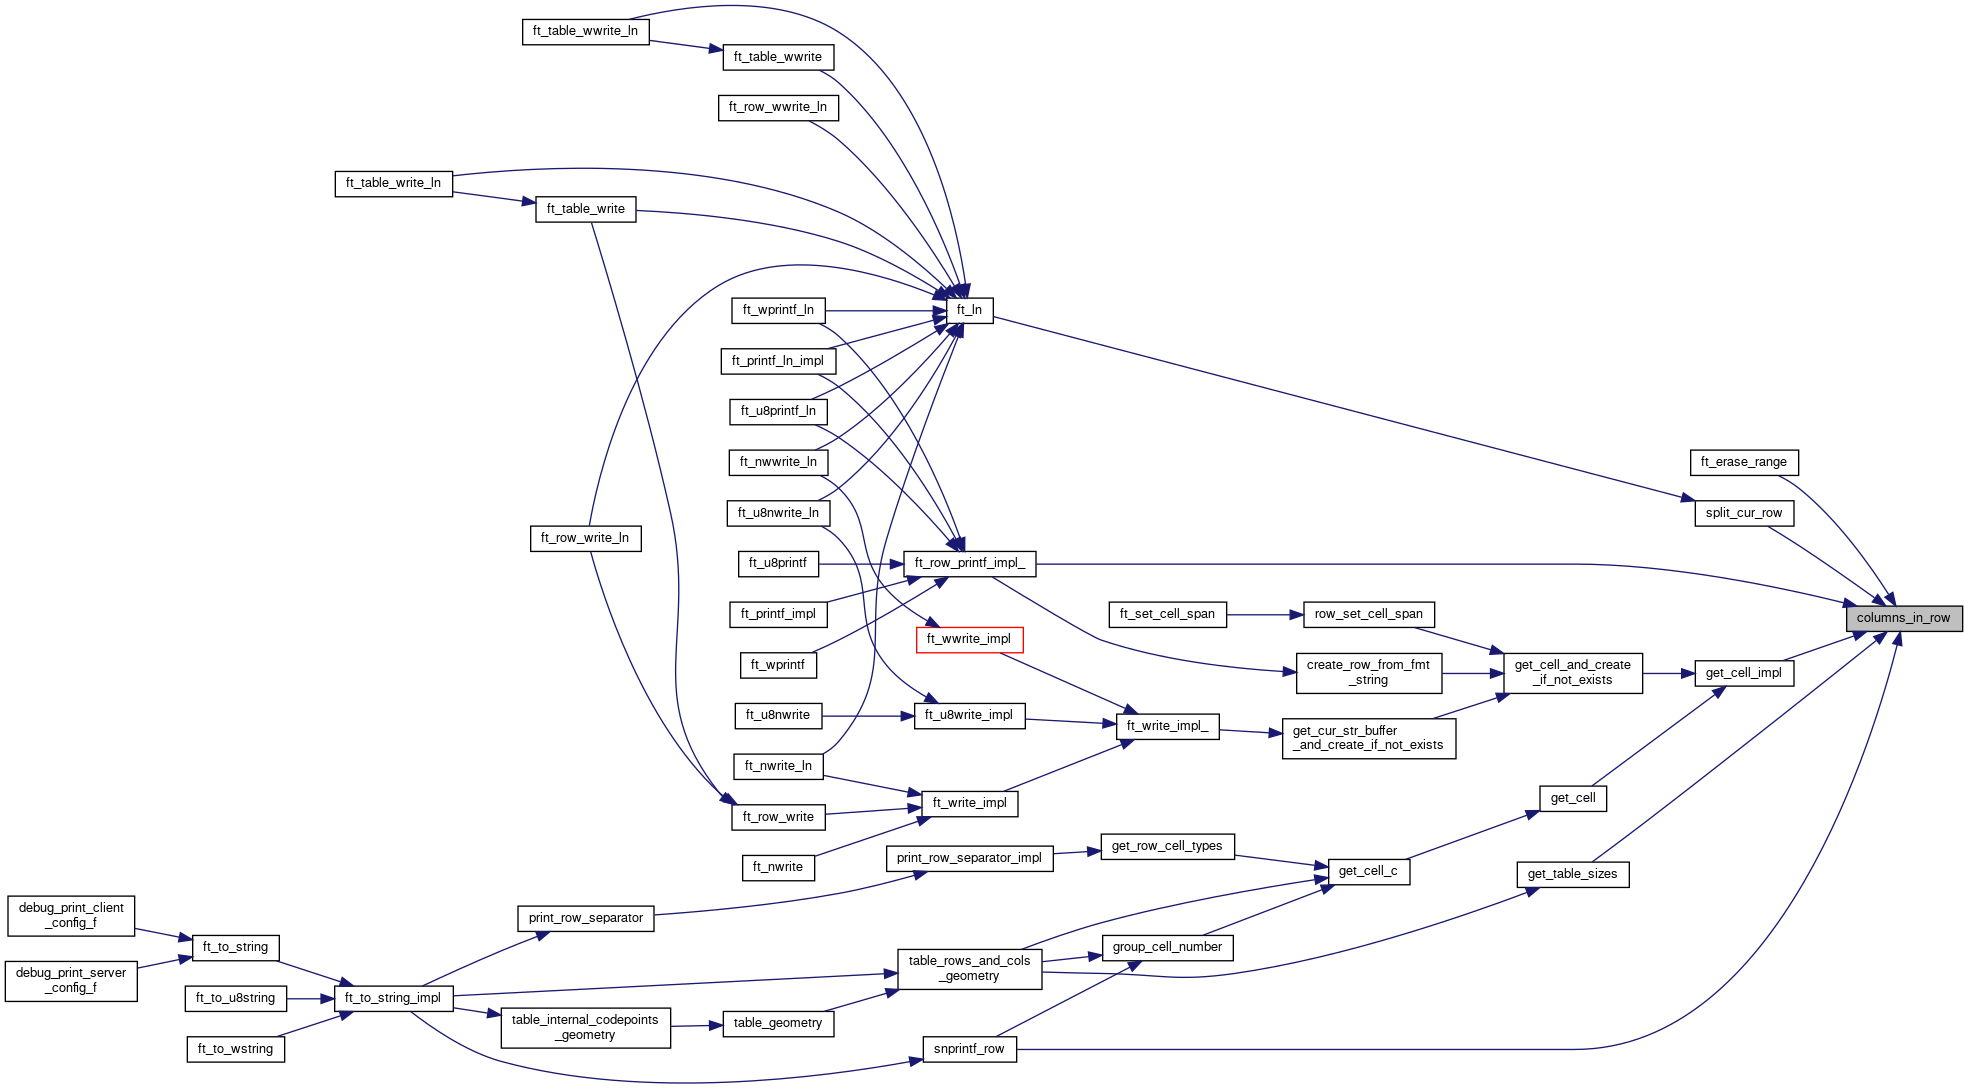 ft_table_wwrite_ln
ft_table_wwrite
ft_row_wwrite_ln
ft_table_write_ln
ft_table_write
ft_wprintf_ln
ft_ln
ft_printf_ln_impl
ft_u8printf_ln
ft_nwwrite_ln
ft_erase_range
ft_u8nwrite_ln
split_cur_row
ft_row_write_ln
ft_u8printf
ft_row_printf_impl_
ft_printf_impl
ft_set_cell_span
row_set_cell_span
columns_in_row
ft_wwrite_impl
ft_wprintf
create_row_from_fmt
_string
get_cell_and_create
_if_not_exists
get_cell_impl
ft_u8nwrite
ft_u8write_impl
ft_write_impl_
get_cur_str_buffer
_and_create_if_not_exists
ft_nwrite_ln
ft_write_impl
get_cell
ft_row_write
ft_nwrite
print_row_separator_impl
get_row_cell_types
get_cell_c
get_table_sizes
debug_print_client
_config_f
print_row_separator
ft_to_string
group_cell_number
table_rows_and_cols
_geometry
debug_print_server
_config_f
ft_to_u8string
ft_to_string_impl
table_internal_codepoints
_geometry
table_geometry
ft_to_wstring
snprintf_row